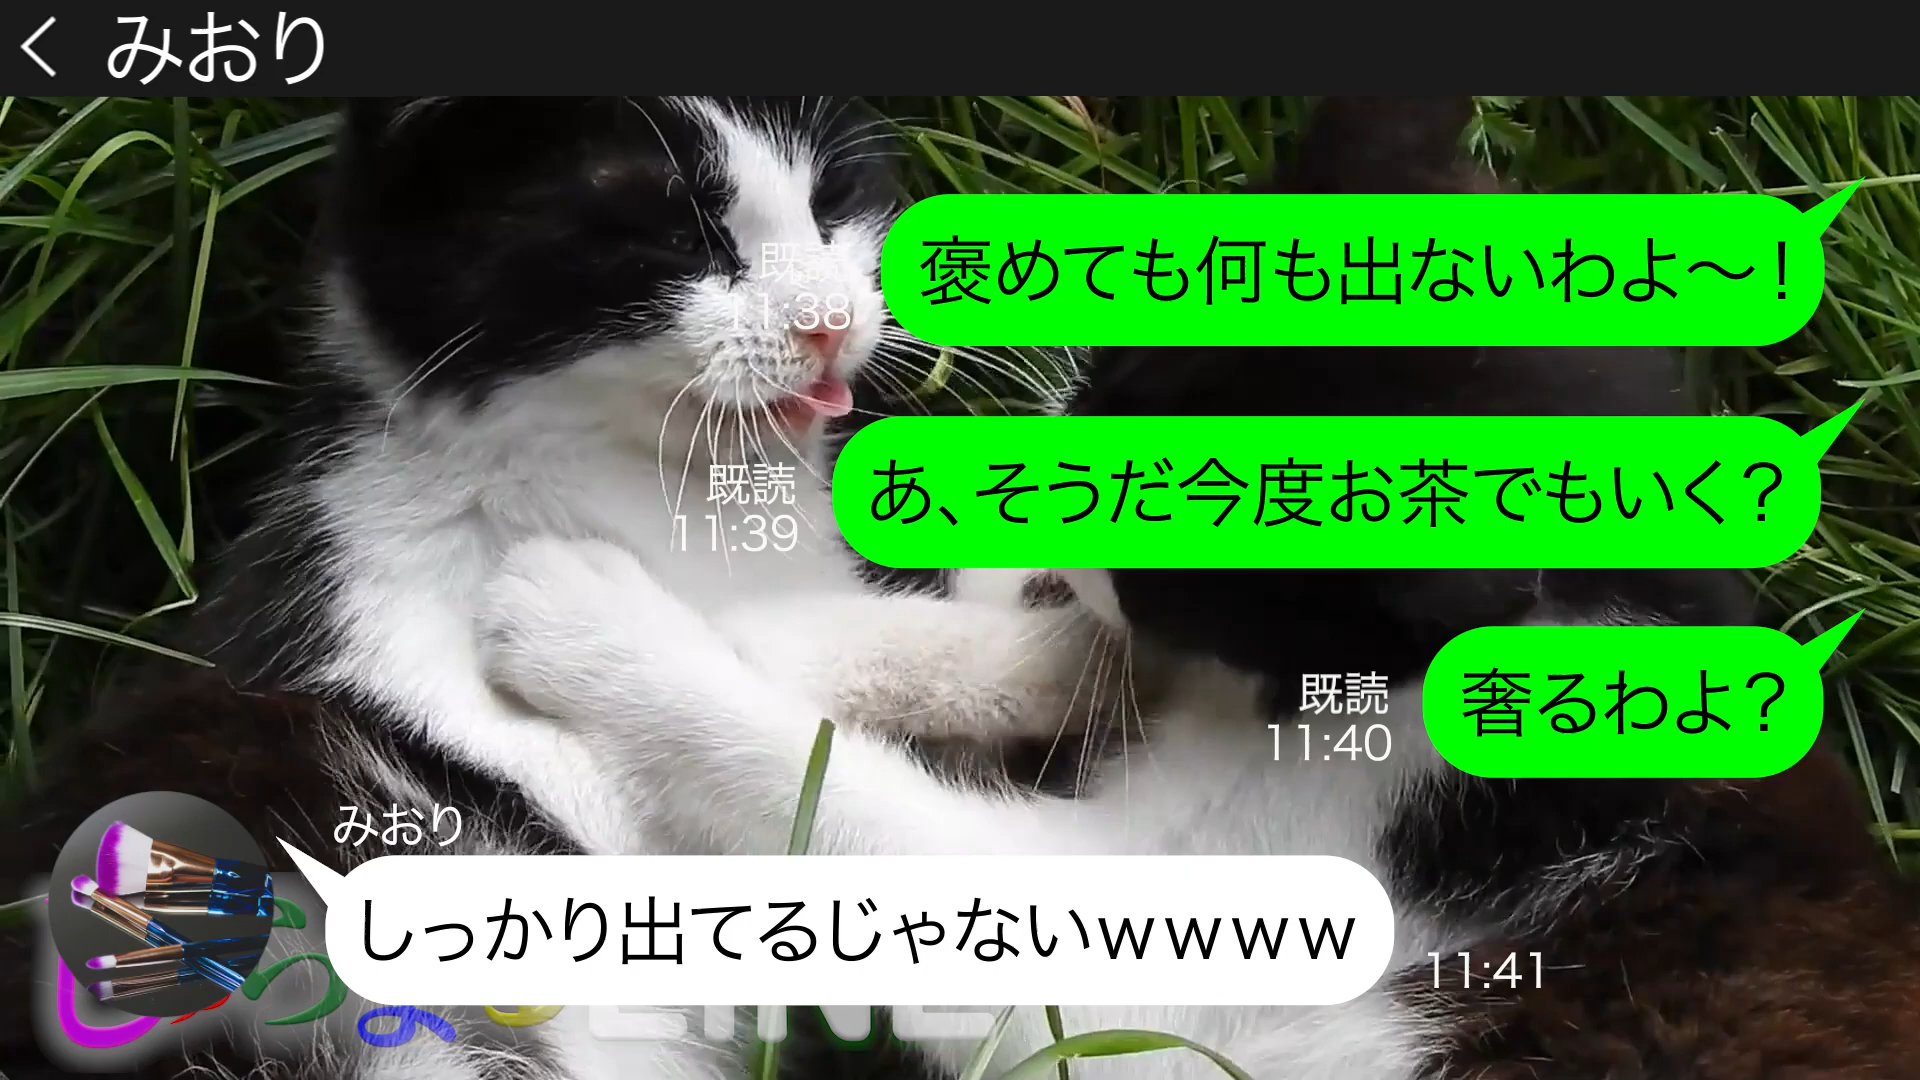 みおり
褒めても何も出ないわよ～！
既読
11:38
あ、そうだ今度お茶でもいく？
既読
11:39
奢るわよ？
既読
11:40
みおり
しっかり出てるじゃないｗｗｗｗ
11:41
LINE